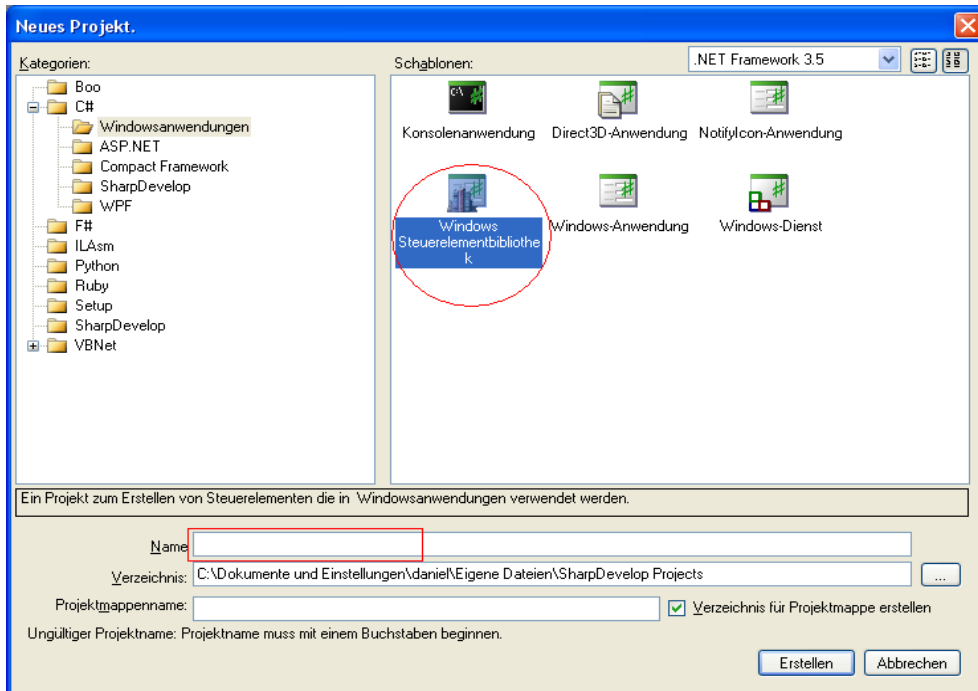 Neues Projekt.
Kategorien:
Schablonen:
.NET Framework 3.5
Boo
C#
Windowsanwendungen
ASP.NET
Compact Framework
SharpDevelop
WPF
F#
ILAsm
Python
Ruby
Setup
SharpDevelop
VBNet
Konsolenanwendung
Direct3D-Anwendung
NotifyIcon-Anwendung
Windows
Steuerelementbibliothe
k
Windows-Anwendung
Windows-Dienst
Ein Projekt zum Erstellen von Steuerelementen die in Windowsanwendungen verwendet werden.
Name
Verzeichnis:
C:\Dokumente und Einstellungen\daniel\Eigene Dateien\SharpDevelop Projects
...
Projektmappenname:
Verzeichnis für Projektmappe erstellen
Ungültiger Projektname: Projektname muss mit einem Buchstaben beginnen.
Erstellen
Abbrechen